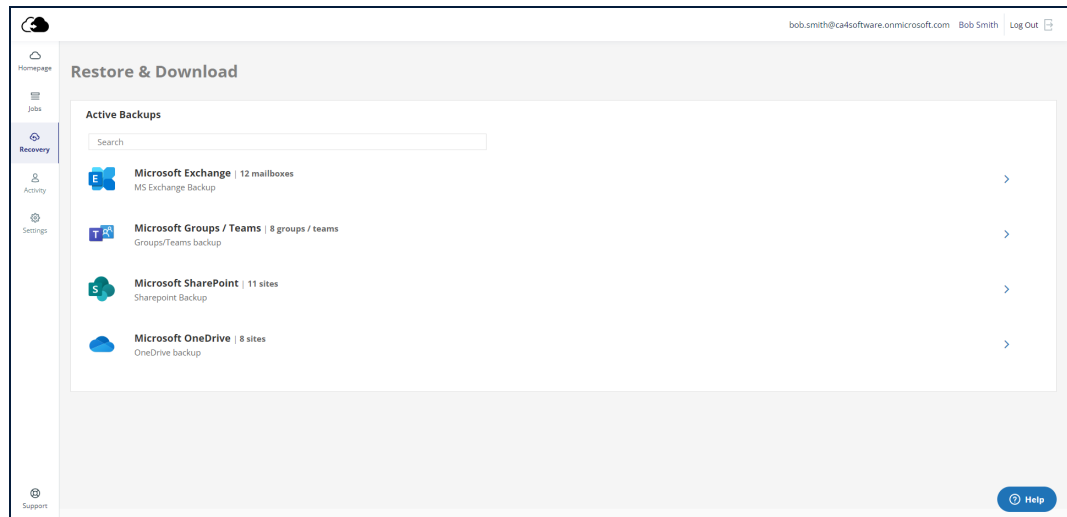 bob.smith@ca4software.onmicrosoft.com Bob Smith Log Out
Homepage
Jobs
Recovery
Activity
Settings
Support
Restore & Download
Active Backups
Search
E
Microsoft Exchange | 12 mailboxes
MS Exchange Backup
T
Microsoft Groups / Teams | 8 groups / teams
Groups/Teams backup
S
Microsoft SharePoint | 11 sites
Sharepoint Backup
Microsoft OneDrive | 8 sites
OneDrive backup
? Help